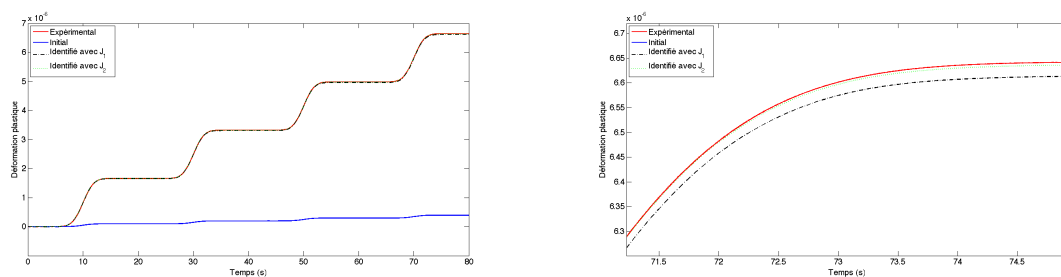 x 10⁻⁶
7
6
5
4
3
2
1
0
Expérimental
Initial
Identifié avec J₁
Identifié avec J₂
Déformation plastique
0 10 20 30 40 50 60 70 80
Temps (s)
x 10⁻⁶
6.7
6.65
6.6
6.55
6.5
6.45
6.4
6.35
6.3
Expérimental
Initial
Identifié avec J₁
Identifié avec J₂
Déformation plastique
71.5 72 72.5 73 73.5 74 74.5
Temps (s)